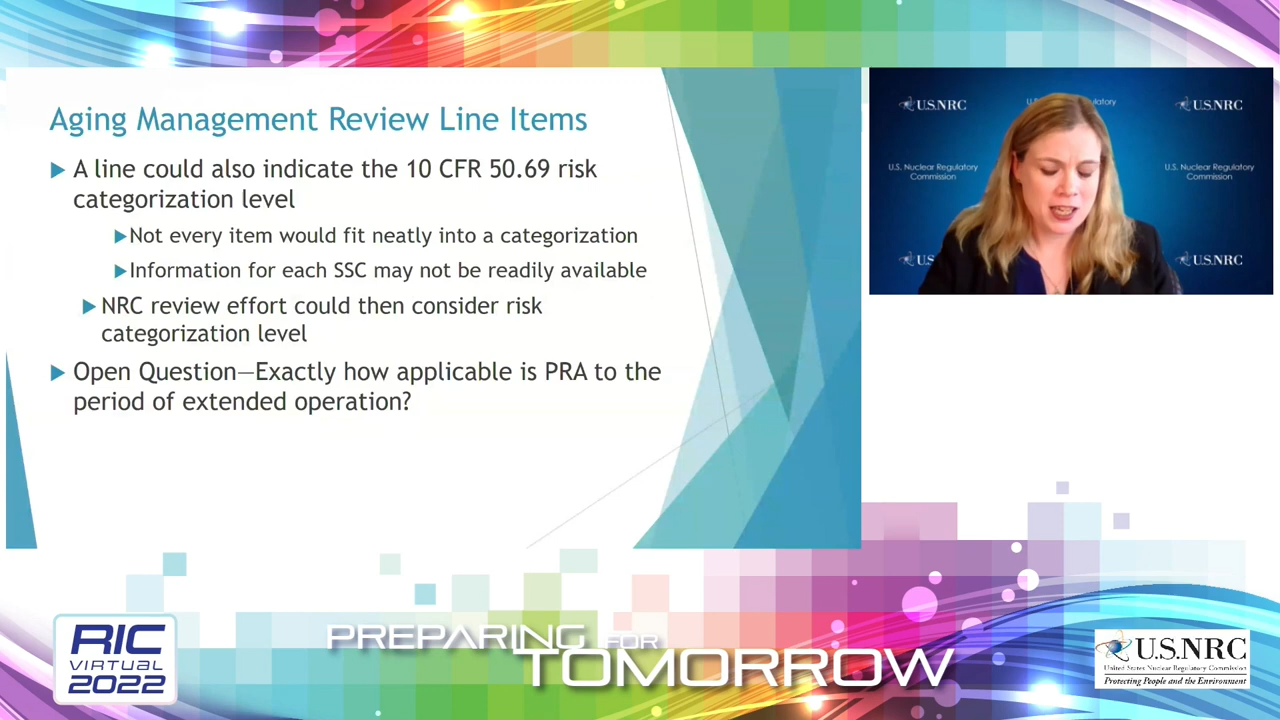 Aging Management Review Line Items
A line could also indicate the 10 CFR 50.69 risk
categorization level
Not every item would fit neatly into a categorization
Information for each SSC may not be readily available
NRC review effort could then consider risk
categorization level
Open Question—Exactly how applicable is PRA to the
period of extended operation?
U.S.NRC
U.S.NRC
U.S. Nuclear Regulatory
Commission
U.S. Nuclear Regulatory
Commission
U.S.NRC
RIC
VIRTUAL
2022
PREPARING FOR
TOMORROW
U.S.NRC
United States Nuclear Regulatory Commission
Protecting People and the Environment